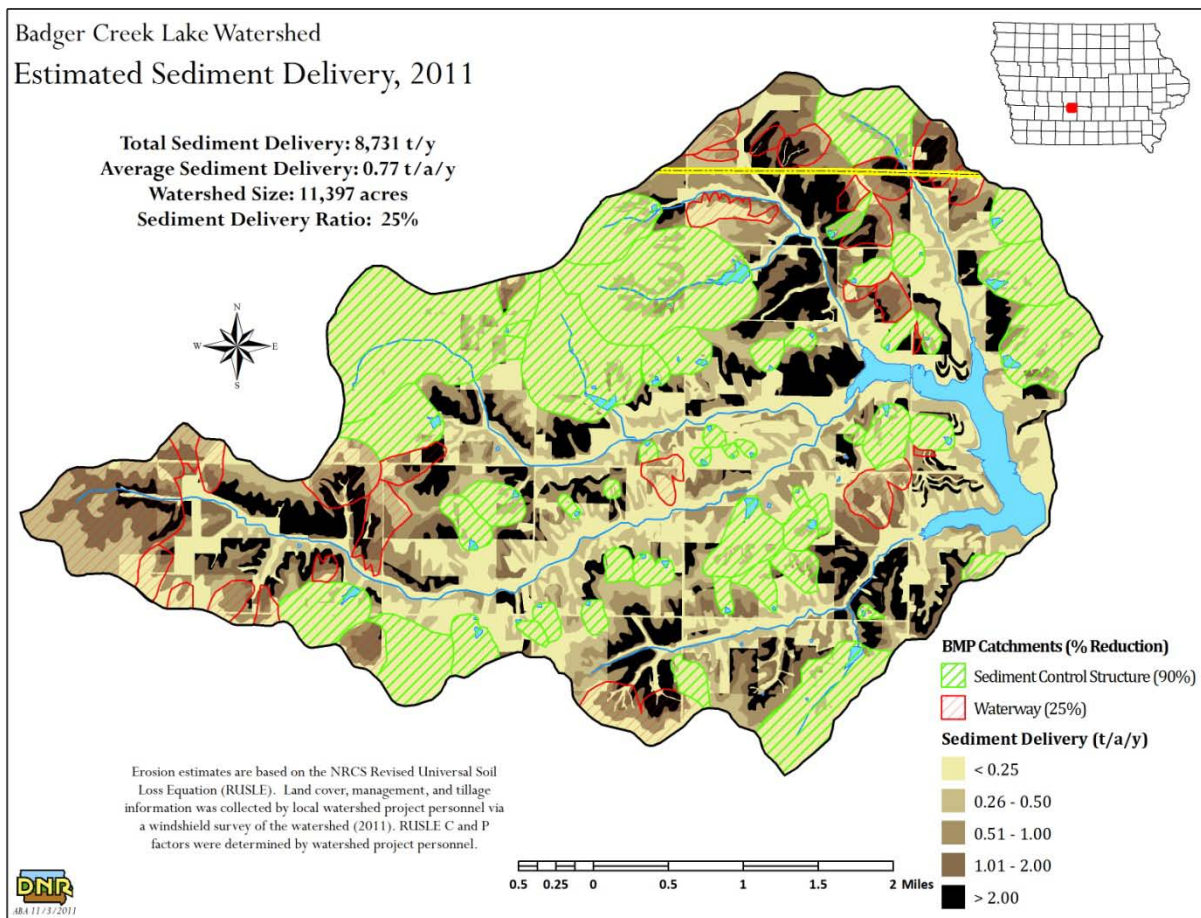 Badger Creek Lake Watershed
Estimated Sediment Delivery, 2011
Total Sediment Delivery: 8,731 t/y
Average Sediment Delivery: 0.77 t/a/y
Watershed Size: 11,397 acres
Sediment Delivery Ratio: 25%
N
W
E
S
BMP Catchments (% Reduction)
Sediment Control Structure (90%)
Waterway (25%)
Sediment Delivery (t/a/y)
< 0.25
0.26 - 0.50
0.51 - 1.00
1.01 - 2.00
> 2.00
Erosion estimates are based on the NRCS Revised Universal Soil
Loss Equation (RUSLE). Land cover, management, and tillage
information was collected by local watershed project personnel via
a windshield survey of the watershed (2011). RUSLE C and P
factors were determined by watershed project personnel.
0.5 0.25 0 0.5 1 1.5 2 Miles
DNR
ABA 11/3/2011